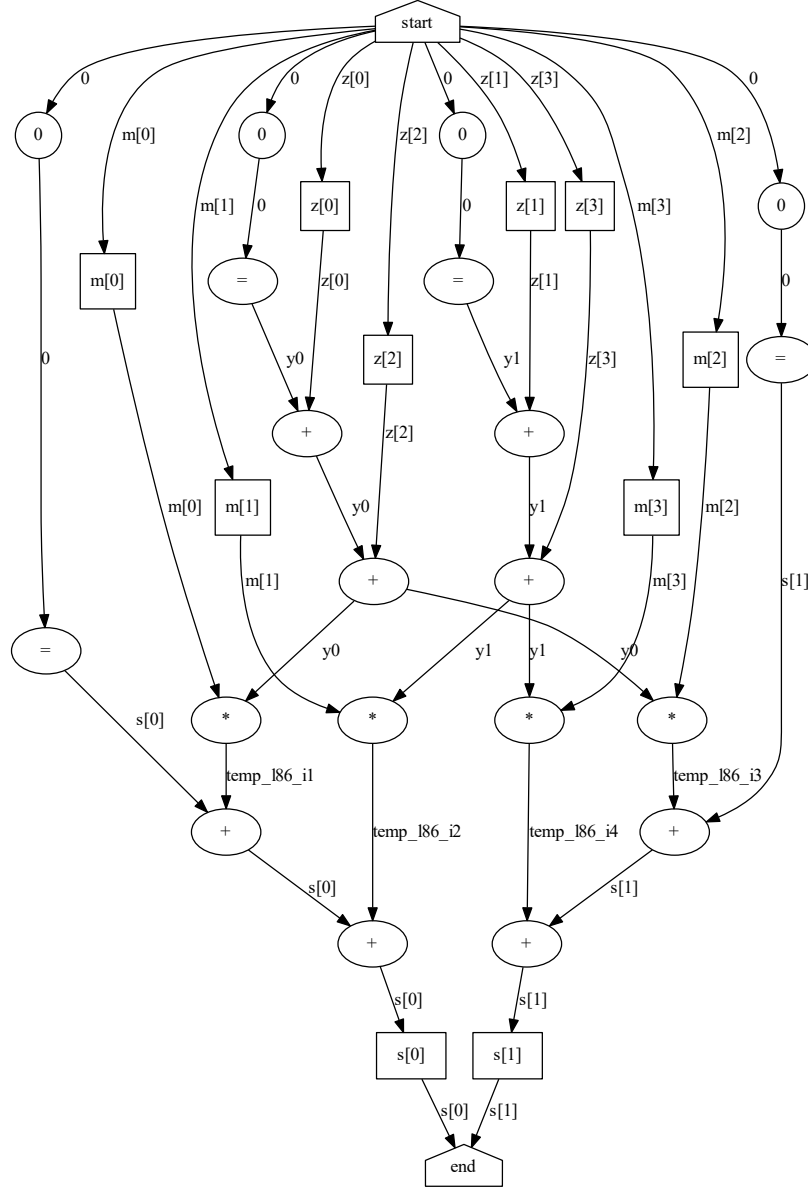 start
0 0 z[0] 0 z[1] z[3] 0
m[0] z[2] m[2]
0 0 0
m[1] 0 z[0] 0 z[1] z[3] m[3] 0
m[0] = z[0] = z[1] 0
0 y0 z[2] y1 z[3] m[2] =
+ z[2] +
m[0] m[1] y0 y1 m[3] m[2]
m[1] + + m[3] s[1]
= y0 y1 y1 y0
s[0] * * * *
temp_l86_i1 temp_l86_i3
+ temp_l86_i2 temp_l86_i4 +
s[0] s[1]
+ +
s[0] s[1]
s[0] s[1]
s[0] s[1]
end